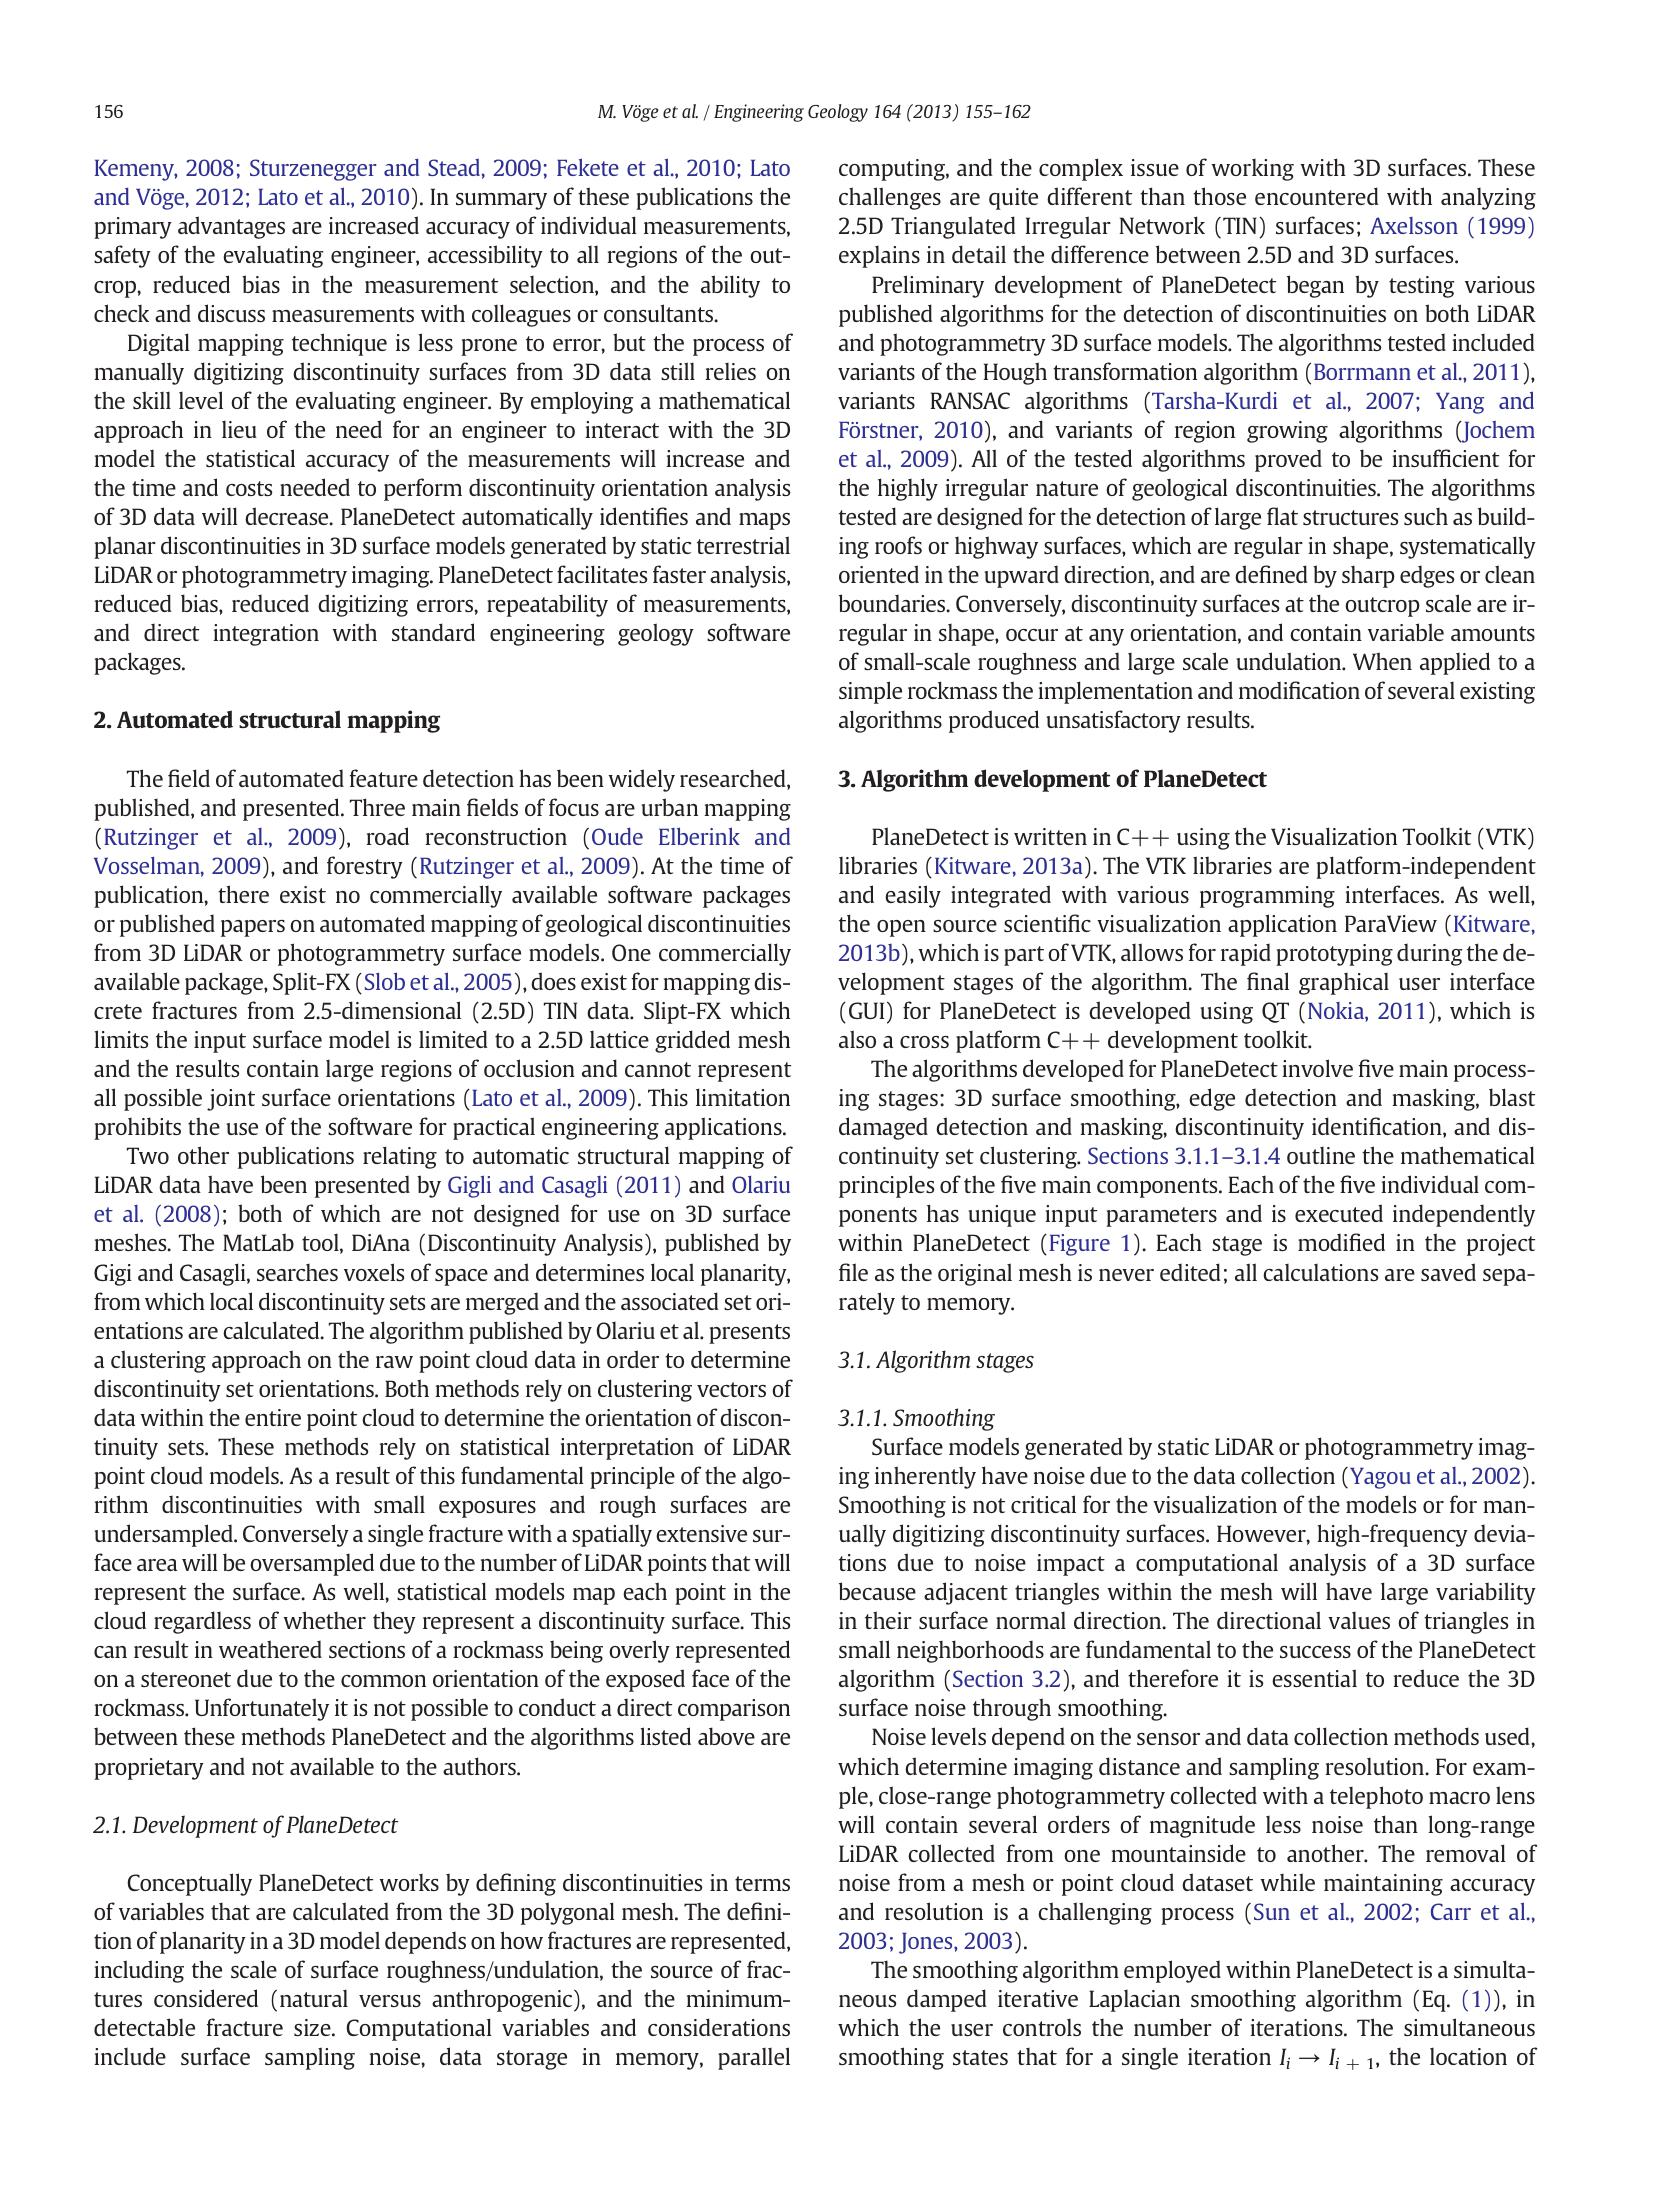 156
M. Vöge et al. / Engineering Geology 164 (2013) 155–162
Kemeny, 2008; Sturzenegger and Stead, 2009; Fekete et al., 2010; Lato
and Vöge, 2012; Lato et al., 2010). In summary of these publications the
primary advantages are increased accuracy of individual measurements,
safety of the evaluating engineer, accessibility to all regions of the out-
crop, reduced bias in the measurement selection, and the ability to
check and discuss measurements with colleagues or consultants.
Digital mapping technique is less prone to error, but the process of
manually digitizing discontinuity surfaces from 3D data still relies on
the skill level of the evaluating engineer. By employing a mathematical
approach in lieu of the need for an engineer to interact with the 3D
model the statistical accuracy of the measurements will increase and
the time and costs needed to perform discontinuity orientation analysis
of 3D data will decrease. PlaneDetect automatically identifies and maps
planar discontinuities in 3D surface models generated by static terrestrial
LiDAR or photogrammetry imaging. PlaneDetect facilitates faster analysis,
reduced bias, reduced digitizing errors, repeatability of measurements,
and direct integration with standard engineering geology software
packages.
2. Automated structural mapping
The field of automated feature detection has been widely researched,
published, and presented. Three main fields of focus are urban mapping
(Rutzinger et al., 2009), road reconstruction (Oude Elberink and
Vosselman, 2009), and forestry (Rutzinger et al., 2009). At the time of
publication, there exist no commercially available software packages
or published papers on automated mapping of geological discontinuities
from 3D LiDAR or photogrammetry surface models. One commercially
available package, Split-FX (Slob et al., 2005), does exist for mapping dis-
crete fractures from 2.5-dimensional (2.5D) TIN data. Slipt-FX which
limits the input surface model is limited to a 2.5D lattice gridded mesh
and the results contain large regions of occlusion and cannot represent
all possible joint surface orientations (Lato et al., 2009). This limitation
prohibits the use of the software for practical engineering applications.
Two other publications relating to automatic structural mapping of
LiDAR data have been presented by Gigli and Casagli (2011) and Olariu
et al. (2008); both of which are not designed for use on 3D surface
meshes. The MatLab tool, DiAna (Discontinuity Analysis), published by
Gigi and Casagli, searches voxels of space and determines local planarity,
from which local discontinuity sets are merged and the associated set ori-
entations are calculated. The algorithm published by Olariu et al. presents
a clustering approach on the raw point cloud data in order to determine
discontinuity set orientations. Both methods rely on clustering vectors of
data within the entire point cloud to determine the orientation of discon-
tinuity sets. These methods rely on statistical interpretation of LiDAR
point cloud models. As a result of this fundamental principle of the algo-
rithm discontinuities with small exposures and rough surfaces are
undersampled. Conversely a single fracture with a spatially extensive sur-
face area will be oversampled due to the number of LiDAR points that will
represent the surface. As well, statistical models map each point in the
cloud regardless of whether they represent a discontinuity surface. This
can result in weathered sections of a rockmass being overly represented
on a stereonet due to the common orientation of the exposed face of the
rockmass. Unfortunately it is not possible to conduct a direct comparison
between these methods PlaneDetect and the algorithms listed above are
proprietary and not available to the authors.
2.1. Development of PlaneDetect
Conceptually PlaneDetect works by defining discontinuities in terms
of variables that are calculated from the 3D polygonal mesh. The defini-
tion of planarity in a 3D model depends on how fractures are represented,
including the scale of surface roughness/undulation, the source of frac-
tures considered (natural versus anthropogenic), and the minimum-
detectable fracture size. Computational variables and considerations
include surface sampling noise, data storage in memory, parallel
computing, and the complex issue of working with 3D surfaces. These
challenges are quite different than those encountered with analyzing
2.5D Triangulated Irregular Network (TIN) surfaces; Axelsson (1999)
explains in detail the difference between 2.5D and 3D surfaces.
Preliminary development of PlaneDetect began by testing various
published algorithms for the detection of discontinuities on both LiDAR
and photogrammetry 3D surface models. The algorithms tested included
variants of the Hough transformation algorithm (Borrmann et al., 2011),
variants RANSAC algorithms (Tarsha-Kurdi et al., 2007; Yang and
Förstner, 2010), and variants of region growing algorithms (Jochem
et al., 2009). All of the tested algorithms proved to be insufficient for
the highly irregular nature of geological discontinuities. The algorithms
tested are designed for the detection of large flat structures such as build-
ing roofs or highway surfaces, which are regular in shape, systematically
oriented in the upward direction, and are defined by sharp edges or clean
boundaries. Conversely, discontinuity surfaces at the outcrop scale are ir-
regular in shape, occur at any orientation, and contain variable amounts
of small-scale roughness and large scale undulation. When applied to a
simple rockmass the implementation and modification of several existing
algorithms produced unsatisfactory results.
3. Algorithm development of PlaneDetect
PlaneDetect is written in C++ using the Visualization Toolkit (VTK)
libraries (Kitware, 2013a). The VTK libraries are platform-independent
and easily integrated with various programming interfaces. As well,
the open source scientific visualization application ParaView (Kitware,
2013b), which is part of VTK, allows for rapid prototyping during the de-
velopment stages of the algorithm. The final graphical user interface
(GUI) for PlaneDetect is developed using QT (Nokia, 2011), which is
also a cross platform C++ development toolkit.
The algorithms developed for PlaneDetect involve five main process-
ing stages: 3D surface smoothing, edge detection and masking, blast
damaged detection and masking, discontinuity identification, and dis-
continuity set clustering. Sections 3.1.1–3.1.4 outline the mathematical
principles of the five main components. Each of the five individual com-
ponents has unique input parameters and is executed independently
within PlaneDetect (Figure 1). Each stage is modified in the project
file as the original mesh is never edited; all calculations are saved sepa-
rately to memory.
3.1. Algorithm stages
3.1.1. Smoothing
Surface models generated by static LiDAR or photogrammetry imag-
ing inherently have noise due to the data collection (Yagou et al., 2002).
Smoothing is not critical for the visualization of the models or for man-
ually digitizing discontinuity surfaces. However, high-frequency devia-
tions due to noise impact a computational analysis of a 3D surface
because adjacent triangles within the mesh will have large variability
in their surface normal direction. The directional values of triangles in
small neighborhoods are fundamental to the success of the PlaneDetect
algorithm (Section 3.2), and therefore it is essential to reduce the 3D
surface noise through smoothing.
Noise levels depend on the sensor and data collection methods used,
which determine imaging distance and sampling resolution. For exam-
ple, close-range photogrammetry collected with a telephoto macro lens
will contain several orders of magnitude less noise than long-range
LiDAR collected from one mountainside to another. The removal of
noise from a mesh or point cloud dataset while maintaining accuracy
and resolution is a challenging process (Sun et al., 2002; Carr et al.,
2003; Jones, 2003).
The smoothing algorithm employed within PlaneDetect is a simulta-
neous damped iterative Laplacian smoothing algorithm (Eq. (1)), in
which the user controls the number of iterations. The simultaneous
smoothing states that for a single iteration Iᵢ → Iᵢ ₊ ₁, the location of